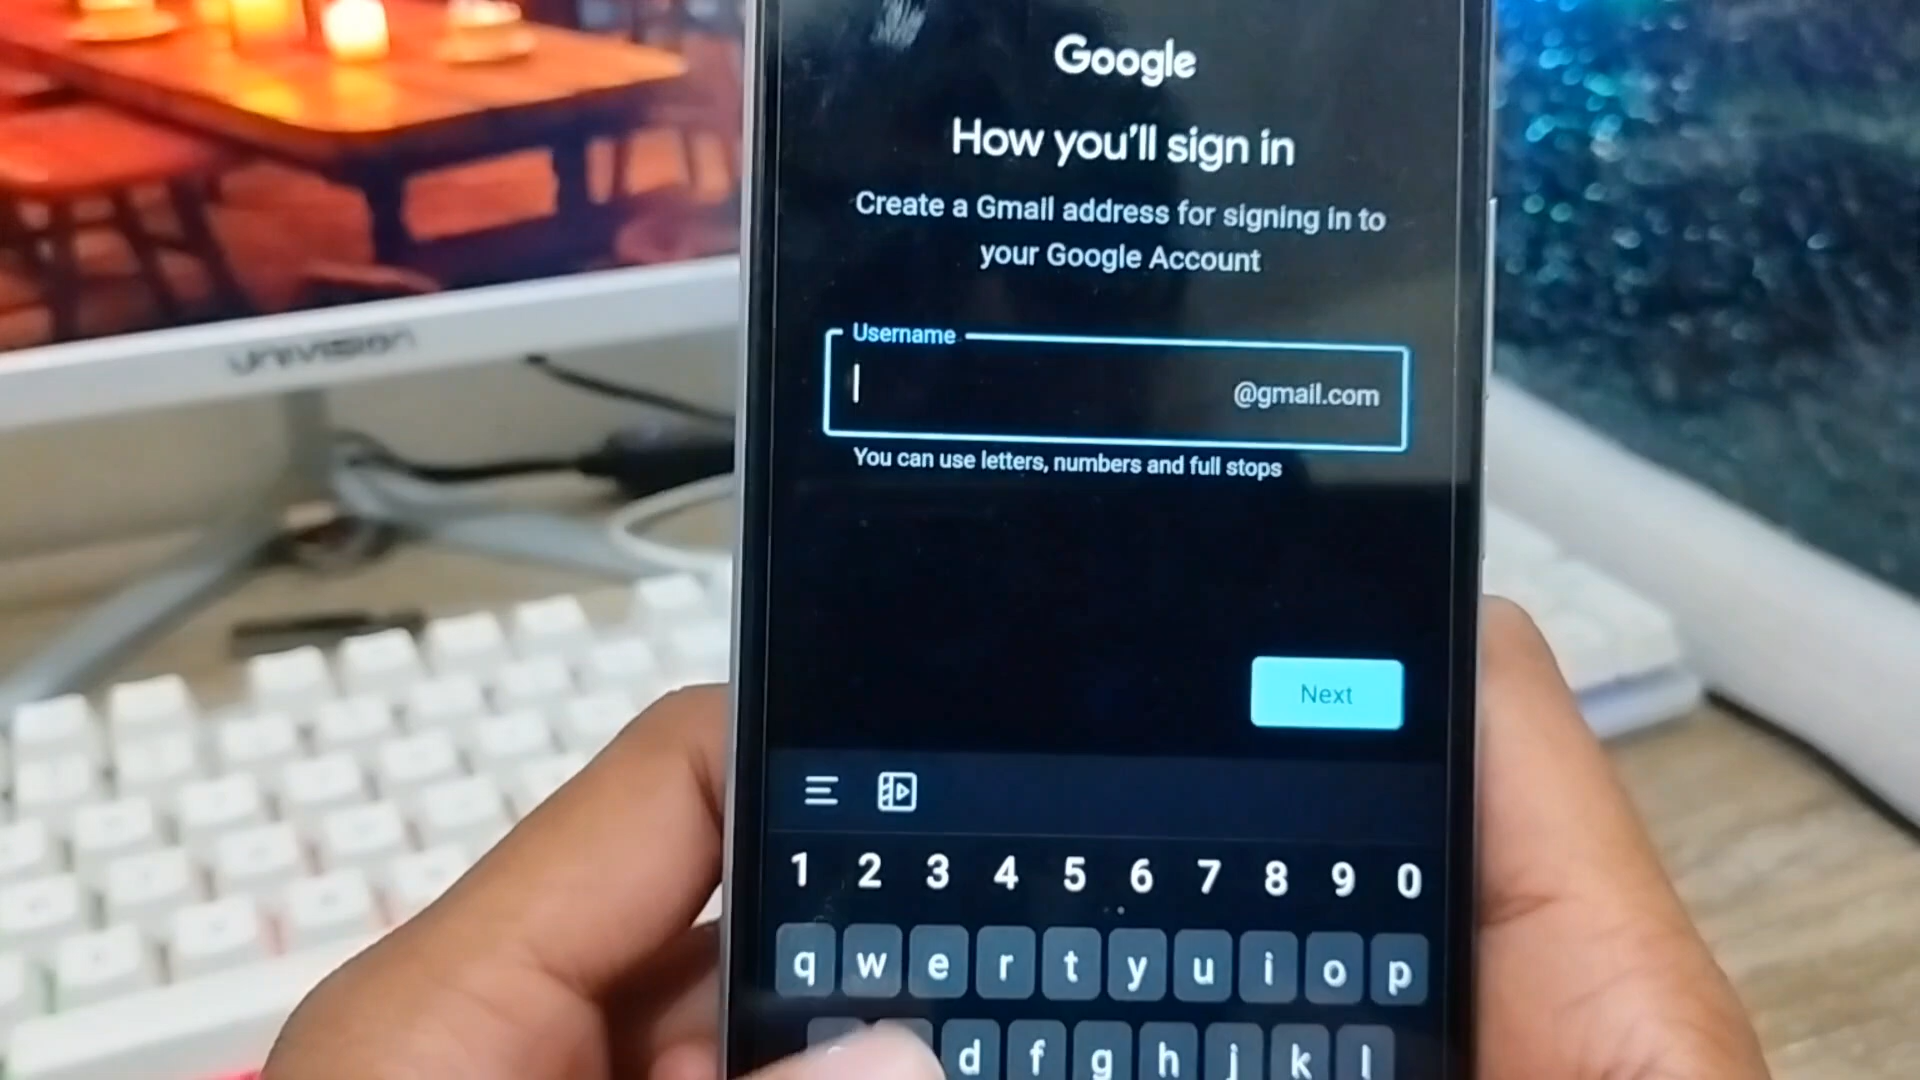 Google
How you'll sign in
Create a Gmail address for signing in to
your Google Account
Username
@gmail.com
You can use letters, numbers and full stops
Next
UNIVISION
1 2 3 4 5 6 7 8 9 0
q w e r t y u i o p
d f g h j k l